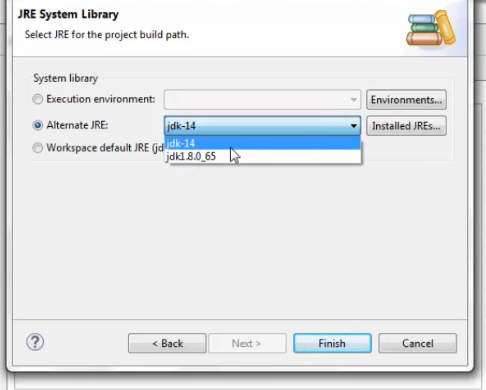 JRE System Library
Select JRE for the project build path.
System library
Execution environment:
Environments...
Alternate JRE:
jdk-14
Installed JREs...
jdk-14
Workspace default JRE (jd
jdk1.8.0_65
?
< Back
Next >
Finish
Cancel